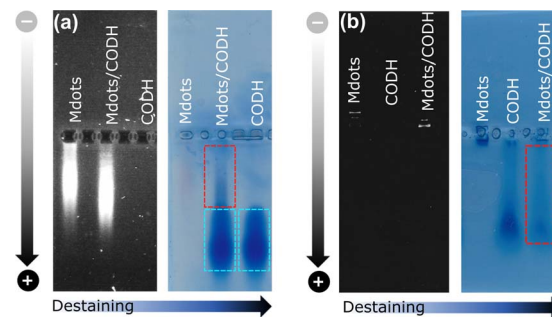 (a)
−
Mdots
Mdots/CODH
CODH
Mdots
Mdots/CODH
CODH
+
Destaining
(b)
−
Mdots
CODH
Mdots/CODH
Mdots
CODH
Mdots/CODH
+
Destaining